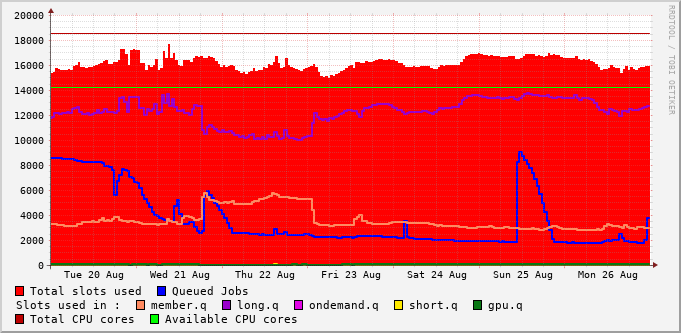 20000
18000
16000
14000
12000
10000
8000
6000
4000
2000
0
Tue 20 Aug Wed 21 Aug Thu 22 Aug Fri 23 Aug Sat 24 Aug Sun 25 Aug Mon 26 Aug
Total slots used Queued Jobs
Slots used in : member.q long.q ondemand.q short.q gpu.q
Total CPU cores Available CPU cores
RRDTOOL / TOBI OETIKER